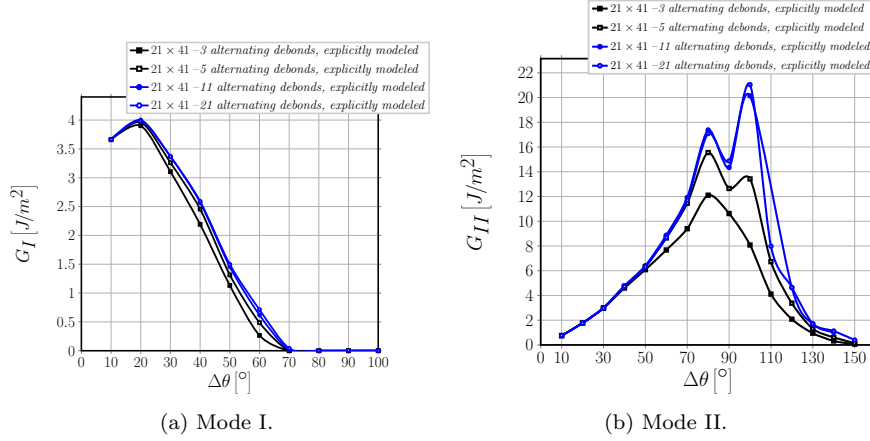 21 × 41 –3 alternating debonds, explicitly modeled
21 × 41 –5 alternating debonds, explicitly modeled
21 × 41 –11 alternating debonds, explicitly modeled
21 × 41 –21 alternating debonds, explicitly modeled
4
3.5
3
2.5
2
1.5
1
0.5
0
G_I [J/m²]
0 10 20 30 40 50 60 70 80 90 100
Δθ [°]
(a) Mode I.
21 × 41 –3 alternating debonds, explicitly modeled
21 × 41 –5 alternating debonds, explicitly modeled
21 × 41 –11 alternating debonds, explicitly modeled
21 × 41 –21 alternating debonds, explicitly modeled
22
20
18
16
14
12
10
8
6
4
2
0
G_II [J/m²]
0 10 30 50 70 90 110 130 150
Δθ [°]
(b) Mode II.